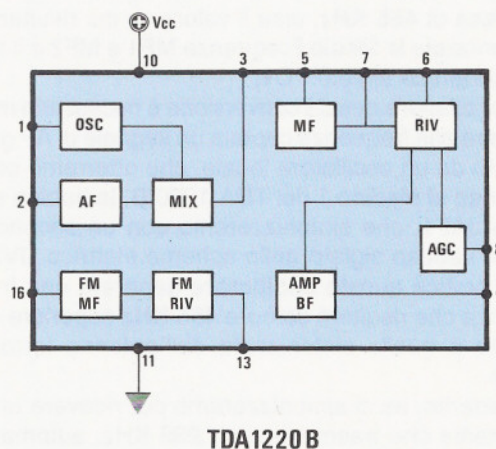 Vcc
10 3 5 7 6
1 OSC MF RIV
2 AF MIX
AGC 8
16 FM MF FM RIV AMP BF
11 13
TDA1220B